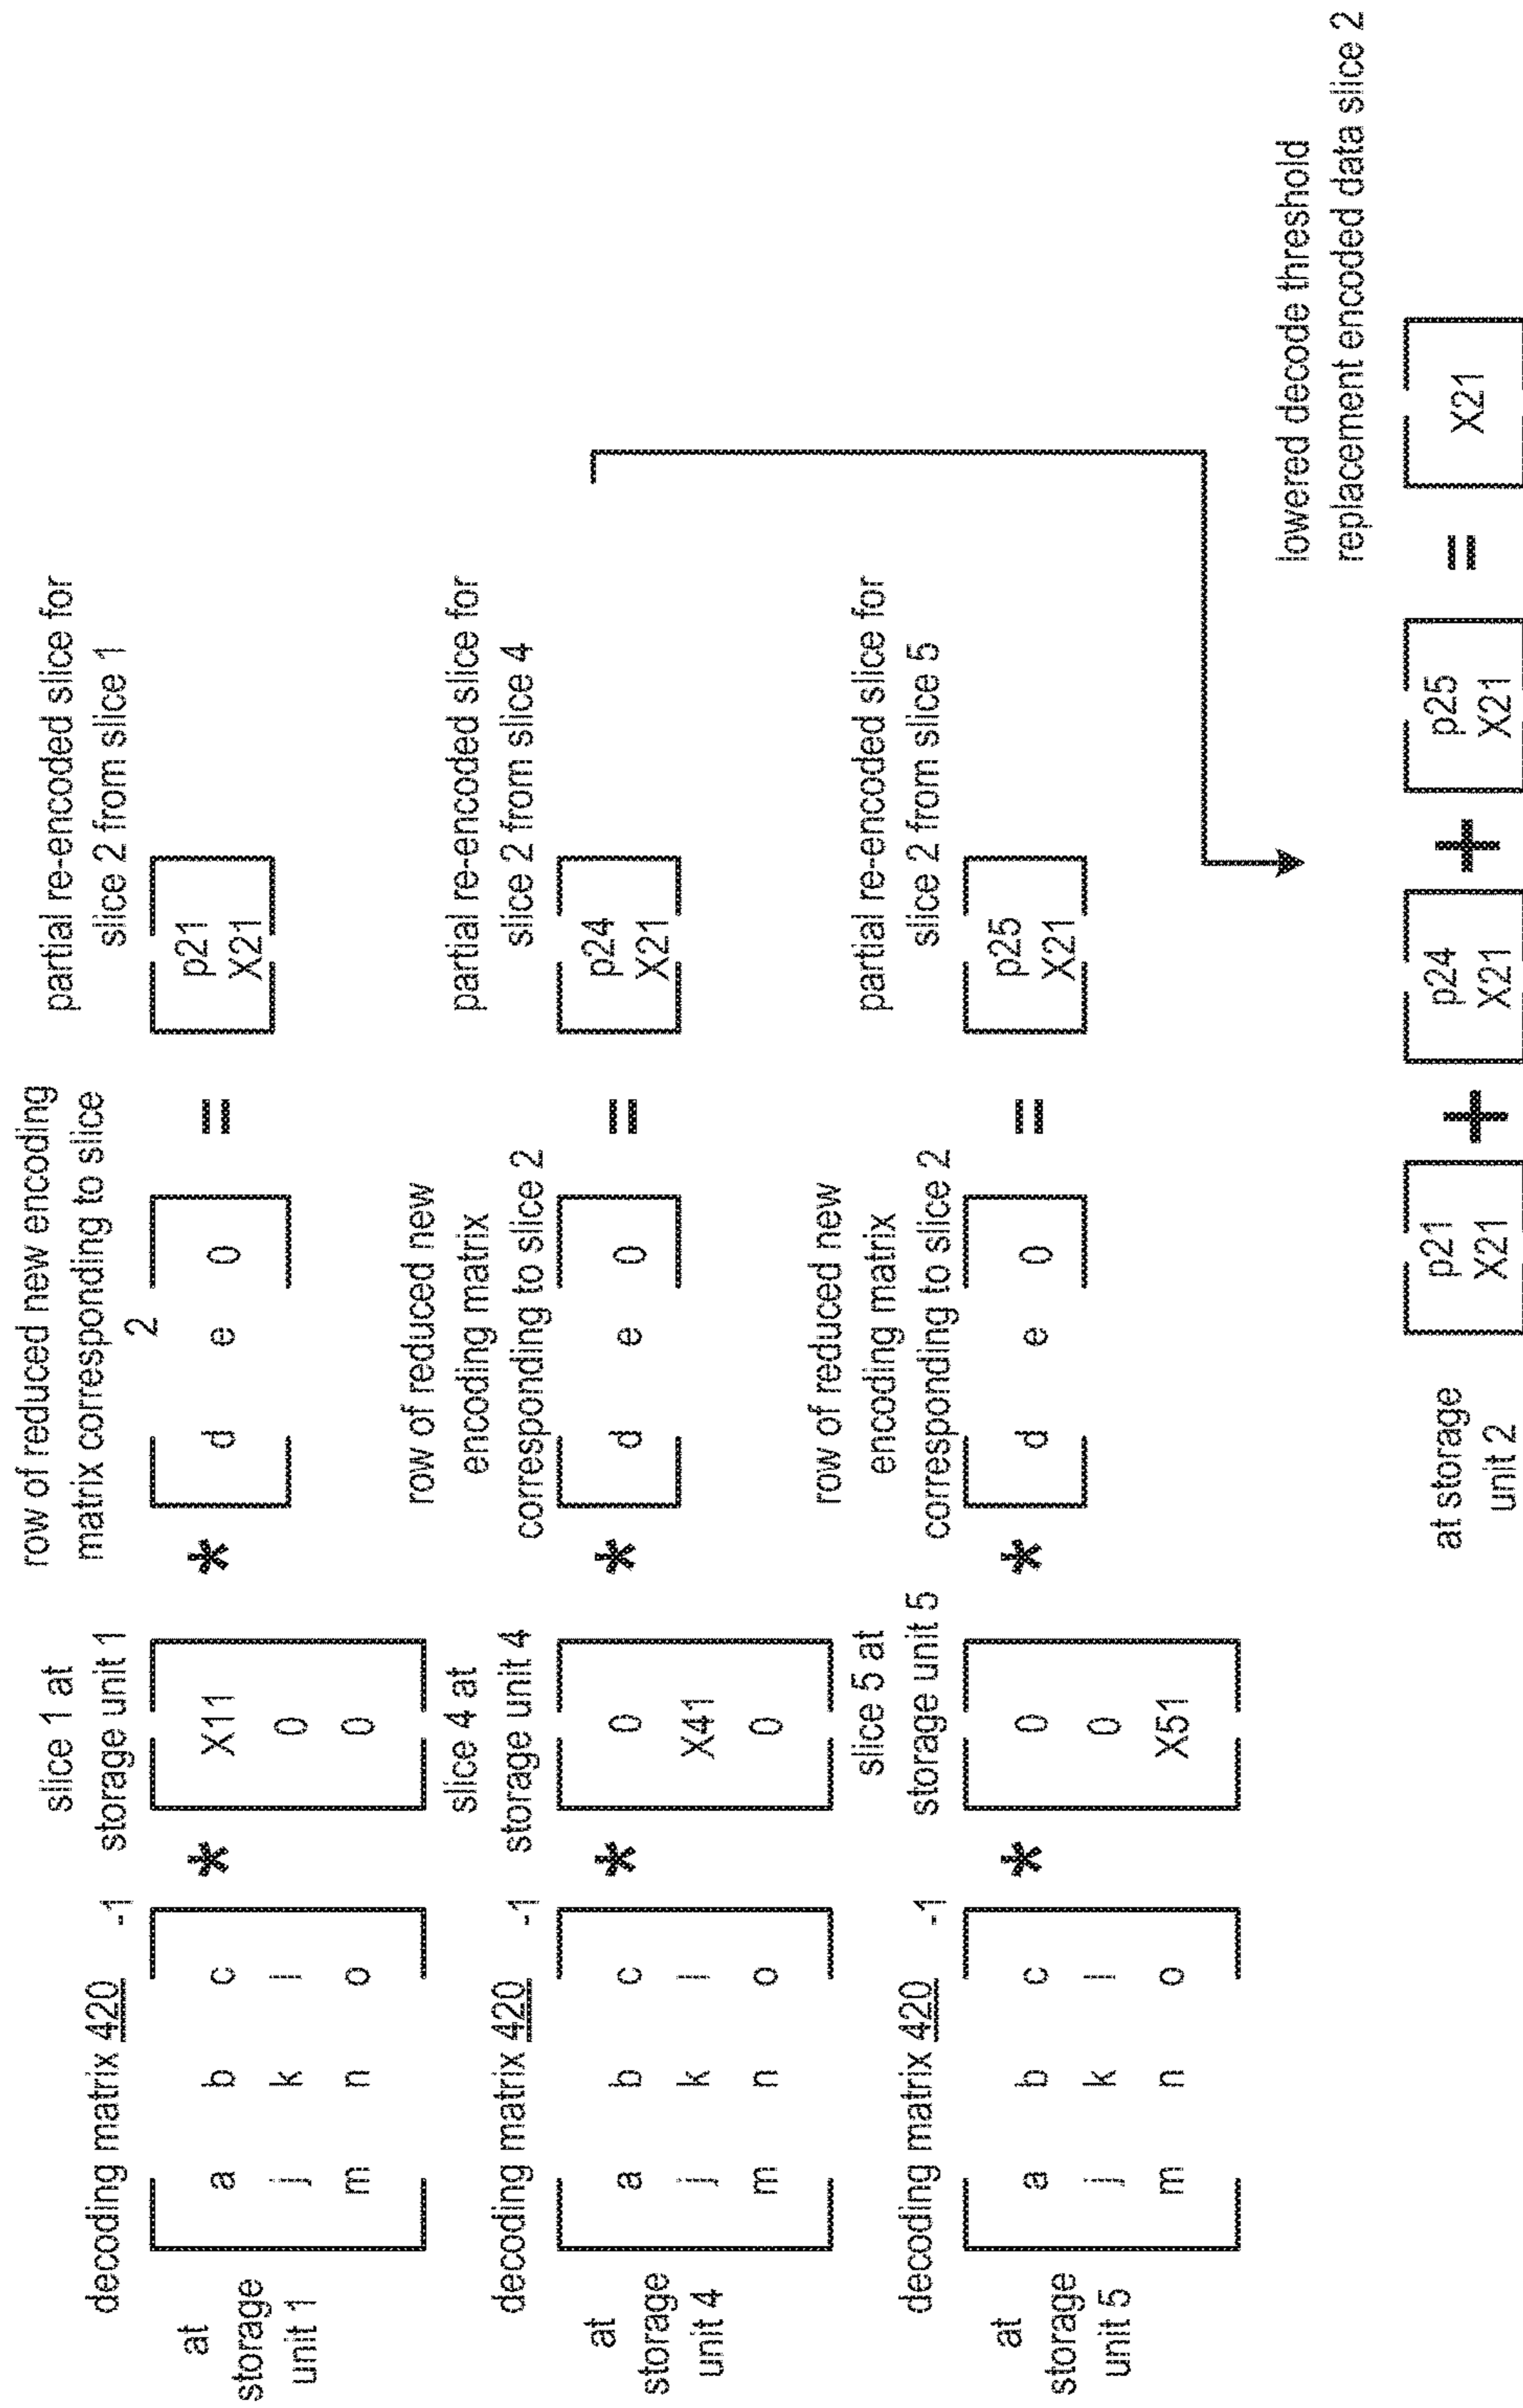 decoding matrix 420 -1
slice 1 at
storage unit 1
row of reduced new encoding
matrix corresponding to slice
2
partial re-encoded slice for
slice 2 from slice 1
at
storage
unit 1
a b c
j k l
m n o
*
X11
0
0
*
d e 0
=
p21
X21
decoding matrix 420 -1
slice 4 at
storage unit 4
row of reduced new
encoding matrix
corresponding to slice 2
partial re-encoded slice for
slice 2 from slice 4
at
storage
unit 4
a b c
j k l
m n o
*
0
X41
0
*
d e 0
=
p24
X21
decoding matrix 420 -1
slice 5 at
storage unit 5
row of reduced new
encoding matrix
corresponding to slice 2
partial re-encoded slice for
slice 2 from slice 5
at
storage
unit 5
a b c
j k l
m n o
*
0
0
X51
*
d e 0
=
p25
X21
lowered decode threshold
replacement encoded data slice 2
at storage
unit 2
p21
X21
+
p24
X21
+
p25
X21
=
X21